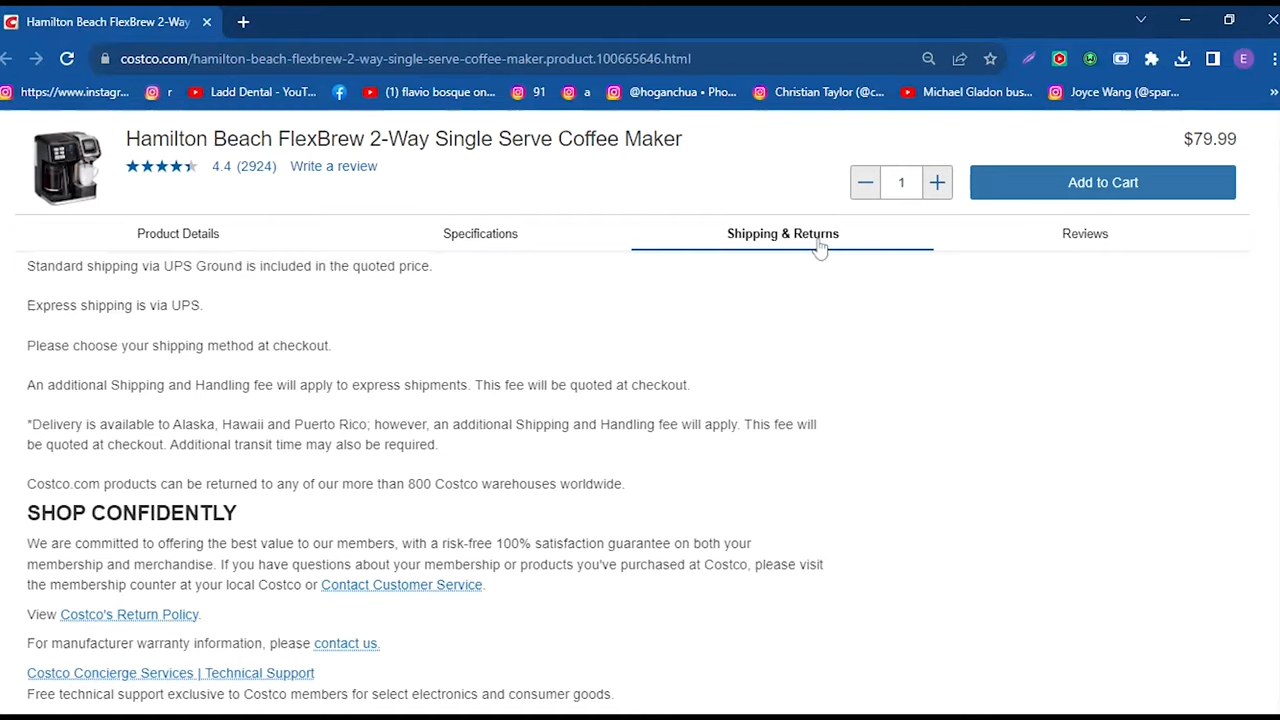 Hamilton Beach FlexBrew 2-Way
costco.com/hamilton-beach-flexbrew-2-way-single-serve-coffee-maker.product.100665646.html
E
https://www.instagr...
r
Ladd Dental - YouT...
(1) flavio bosque on...
91
a
@hoganchua • Pho...
Christian Taylor (@c...
Michael Gladon bus...
Joyce Wang (@spar...
Hamilton Beach FlexBrew 2-Way Single Serve Coffee Maker
$79.99
4.4 (2924) Write a review
1
Add to Cart
Product Details
Specifications
Shipping & Returns
Reviews
Standard shipping via UPS Ground is included in the quoted price.
Express shipping is via UPS.
Please choose your shipping method at checkout.
An additional Shipping and Handling fee will apply to express shipments. This fee will be quoted at checkout.
*Delivery is available to Alaska, Hawaii and Puerto Rico; however, an additional Shipping and Handling fee will apply. This fee will
be quoted at checkout. Additional transit time may also be required.
Costco.com products can be returned to any of our more than 800 Costco warehouses worldwide.
SHOP CONFIDENTLY
We are committed to offering the best value to our members, with a risk-free 100% satisfaction guarantee on both your
membership and merchandise. If you have questions about your membership or products you've purchased at Costco, please visit
the membership counter at your local Costco or Contact Customer Service.
View Costco's Return Policy.
For manufacturer warranty information, please contact us.
Costco Concierge Services | Technical Support
Free technical support exclusive to Costco members for select electronics and consumer goods.